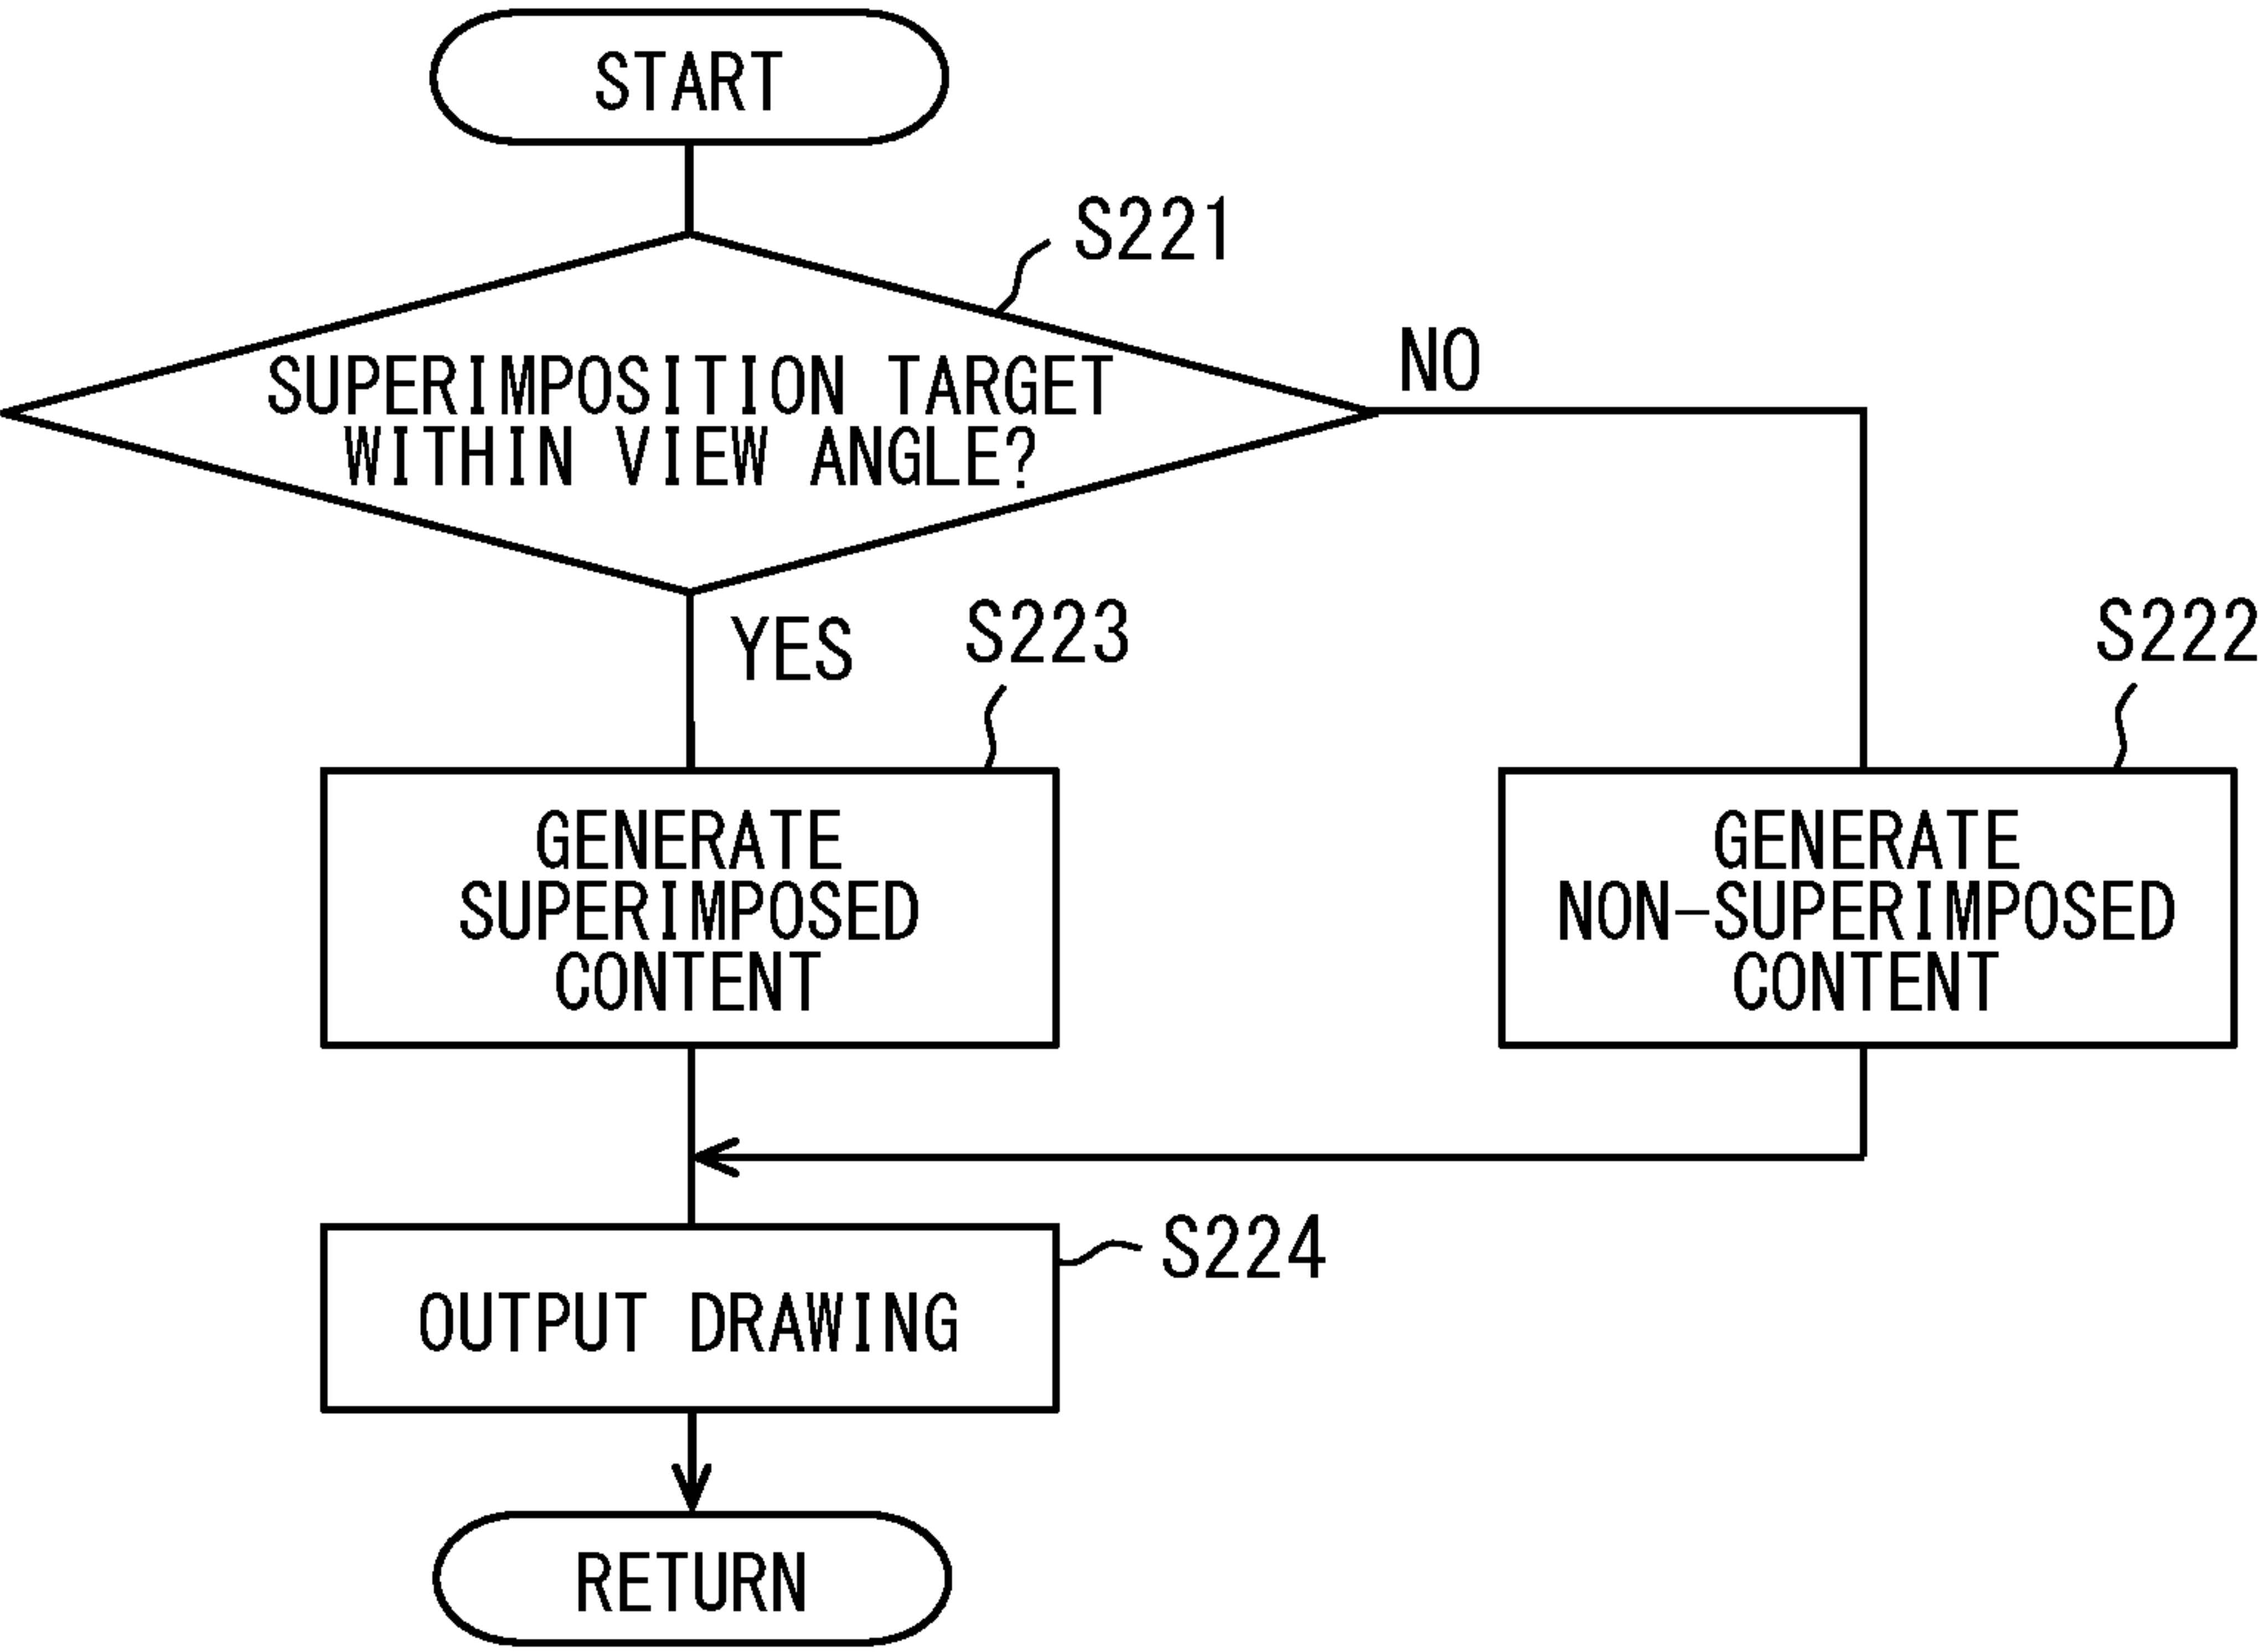 START
S221
SUPERIMPOSITION TARGET
WITHIN VIEW ANGLE?
NO
YES
S223
S222
GENERATE
SUPERIMPOSED
CONTENT
GENERATE
NON-SUPERIMPOSED
CONTENT
S224
OUTPUT DRAWING
RETURN